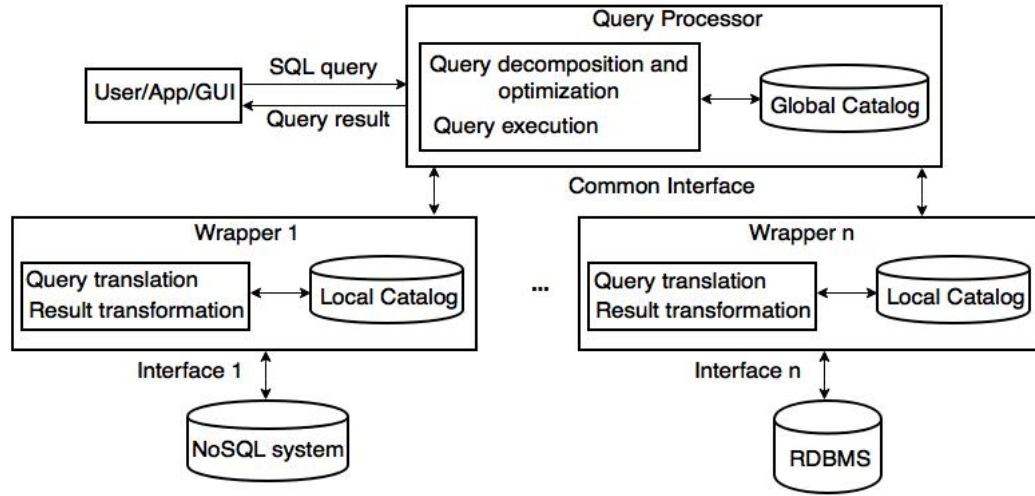 Query Processor
SQL query
User/App/GUI
Query result
Query decomposition and
optimization
Query execution
Global Catalog
Common Interface
Wrapper 1
Query translation
Result transformation
Local Catalog
...
Wrapper n
Query translation
Result transformation
Local Catalog
Interface 1
Interface n
NoSQL system
RDBMS